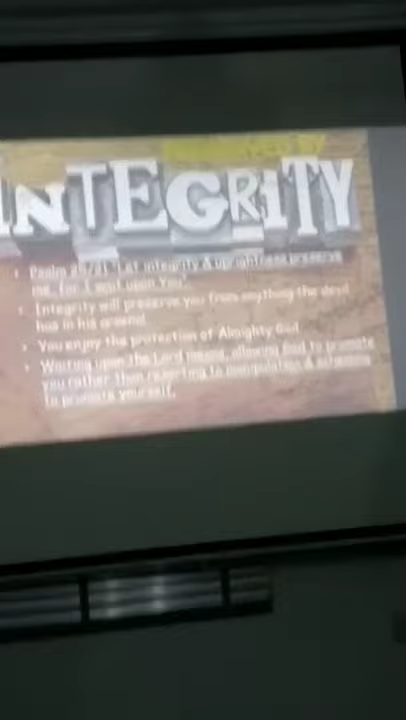 INTEGRITY
• Psalm 25/21 "Let integrity & uprightness preserve
me, for I wait upon You"
• Integrity will preserve you from anything the devil
has in his arsenal
• You enjoy the protection of Almighty God
• Waiting upon the Lord means, allowing God to promote
you rather than resorting to manipulation & scheming
to promote yourself.